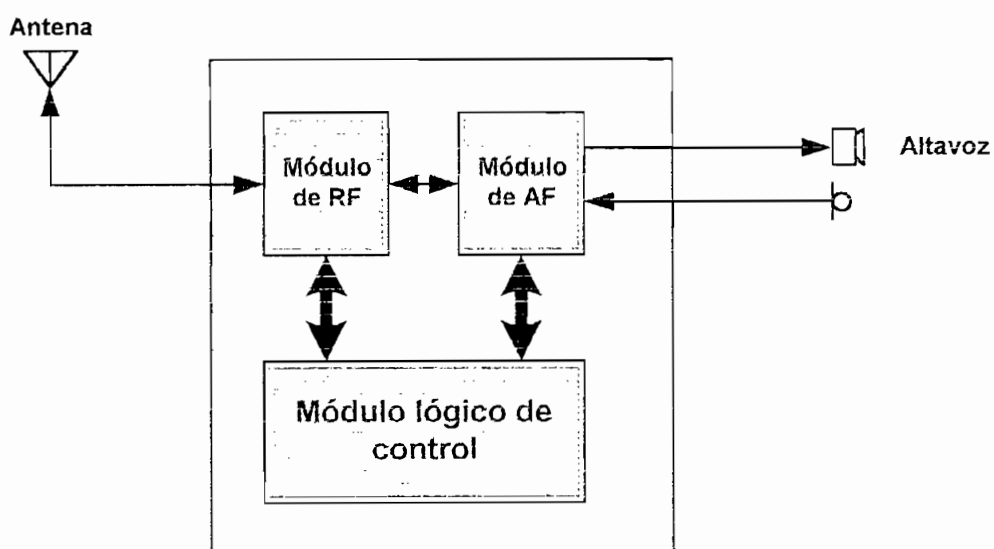 Antena
Módulo
de RF
Módulo
de AF
Altavoz
Módulo lógico de
control